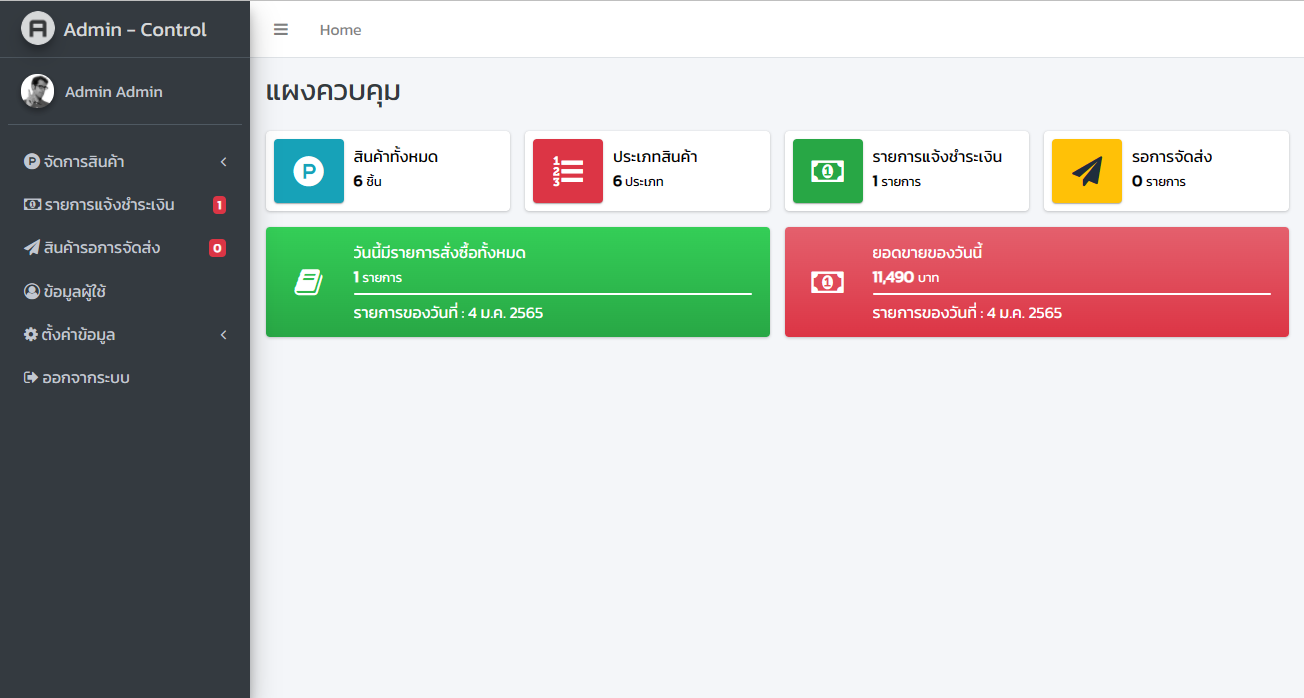 Admin - Control
Home
Admin Admin
จัดการสินค้า
รายการแจ้งชำระเงิน 1
สินค้ารอการจัดส่ง 0
ข้อมูลผู้ใช้
ตั้งค่าข้อมูล
ออกจากระบบ
แผงควบคุม
สินค้าทั้งหมด
6 ชิ้น
ประเภทสินค้า
6 ประเภท
รายการแจ้งชำระเงิน
1 รายการ
รอการจัดส่ง
0 รายการ
วันนี้มีรายการสั่งซื้อทั้งหมด
1 รายการ
รายการของวันที่ : 4 ม.ค. 2565
ยอดขายของวันนี้
11,490 บาท
รายการของวันที่ : 4 ม.ค. 2565